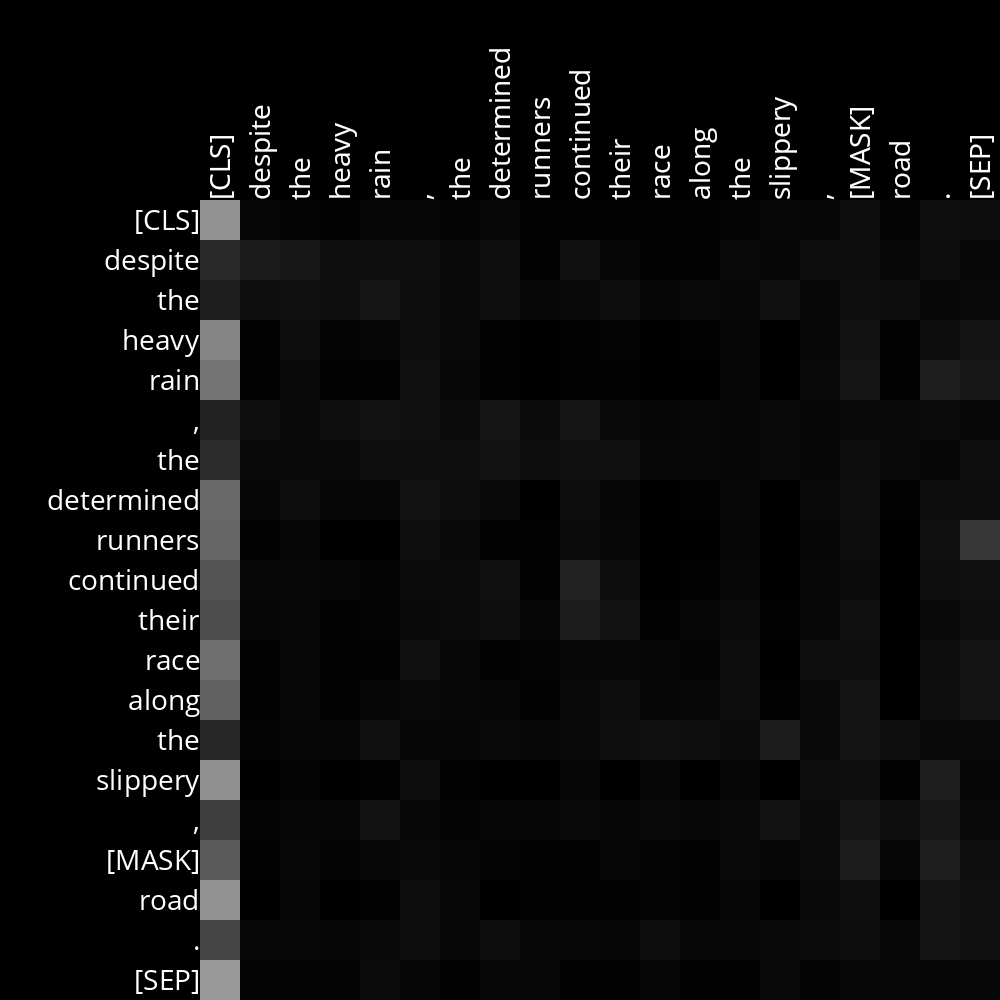 [CLS] despite the heavy rain , the determined runners continued their race along the slippery , [MASK] road . [SEP]
[CLS]
despite
the
heavy
rain
,
the
determined
runners
continued
their
race
along
the
slippery
,
[MASK]
road
.
[SEP]